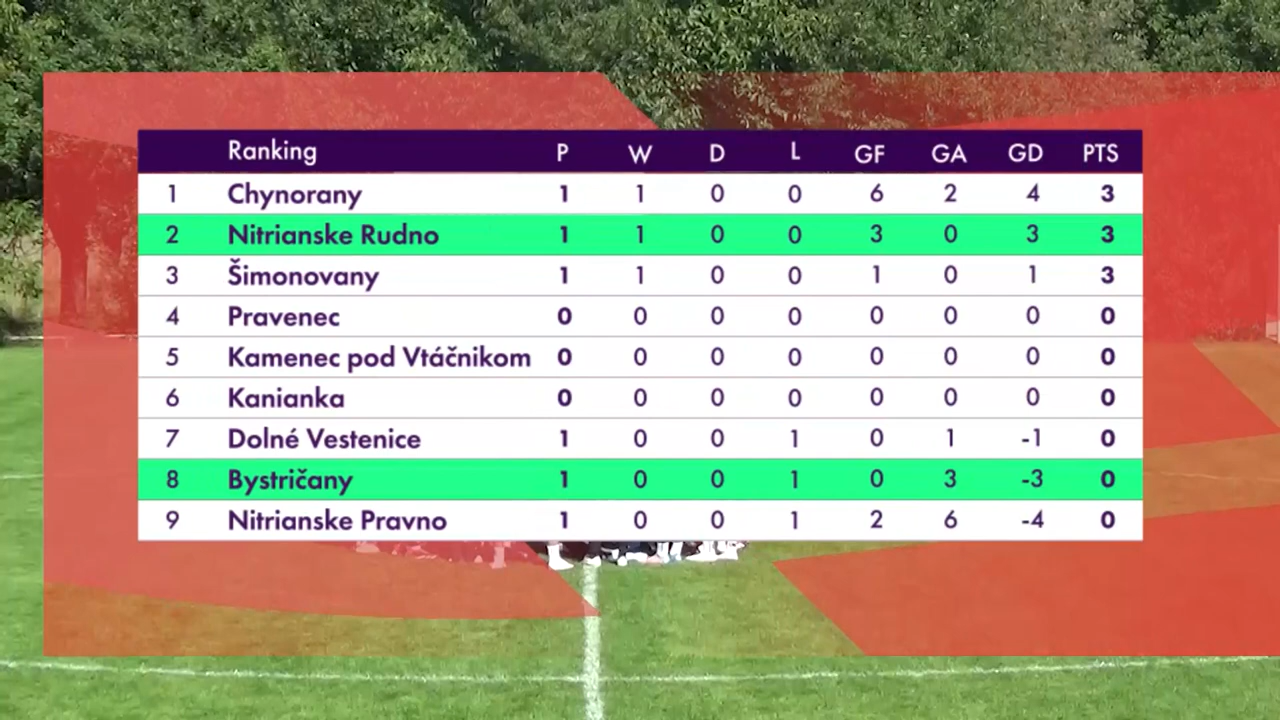 Ranking P W D L GF GA GD PTS
1 Chynorany 1 1 0 0 6 2 4 3
2 Nitrianske Rudno 1 1 0 0 3 0 3 3
3 Šimonovany 1 1 0 0 1 0 1 3
4 Pravenec 0 0 0 0 0 0 0 0
5 Kamenec pod Vtáčnikom 0 0 0 0 0 0 0 0
6 Kanianka 0 0 0 0 0 0 0 0
7 Dolné Vestenice 1 0 0 1 0 1 -1 0
8 Bystričany 1 0 0 1 0 3 -3 0
9 Nitrianske Pravno 1 0 0 1 2 6 -4 0